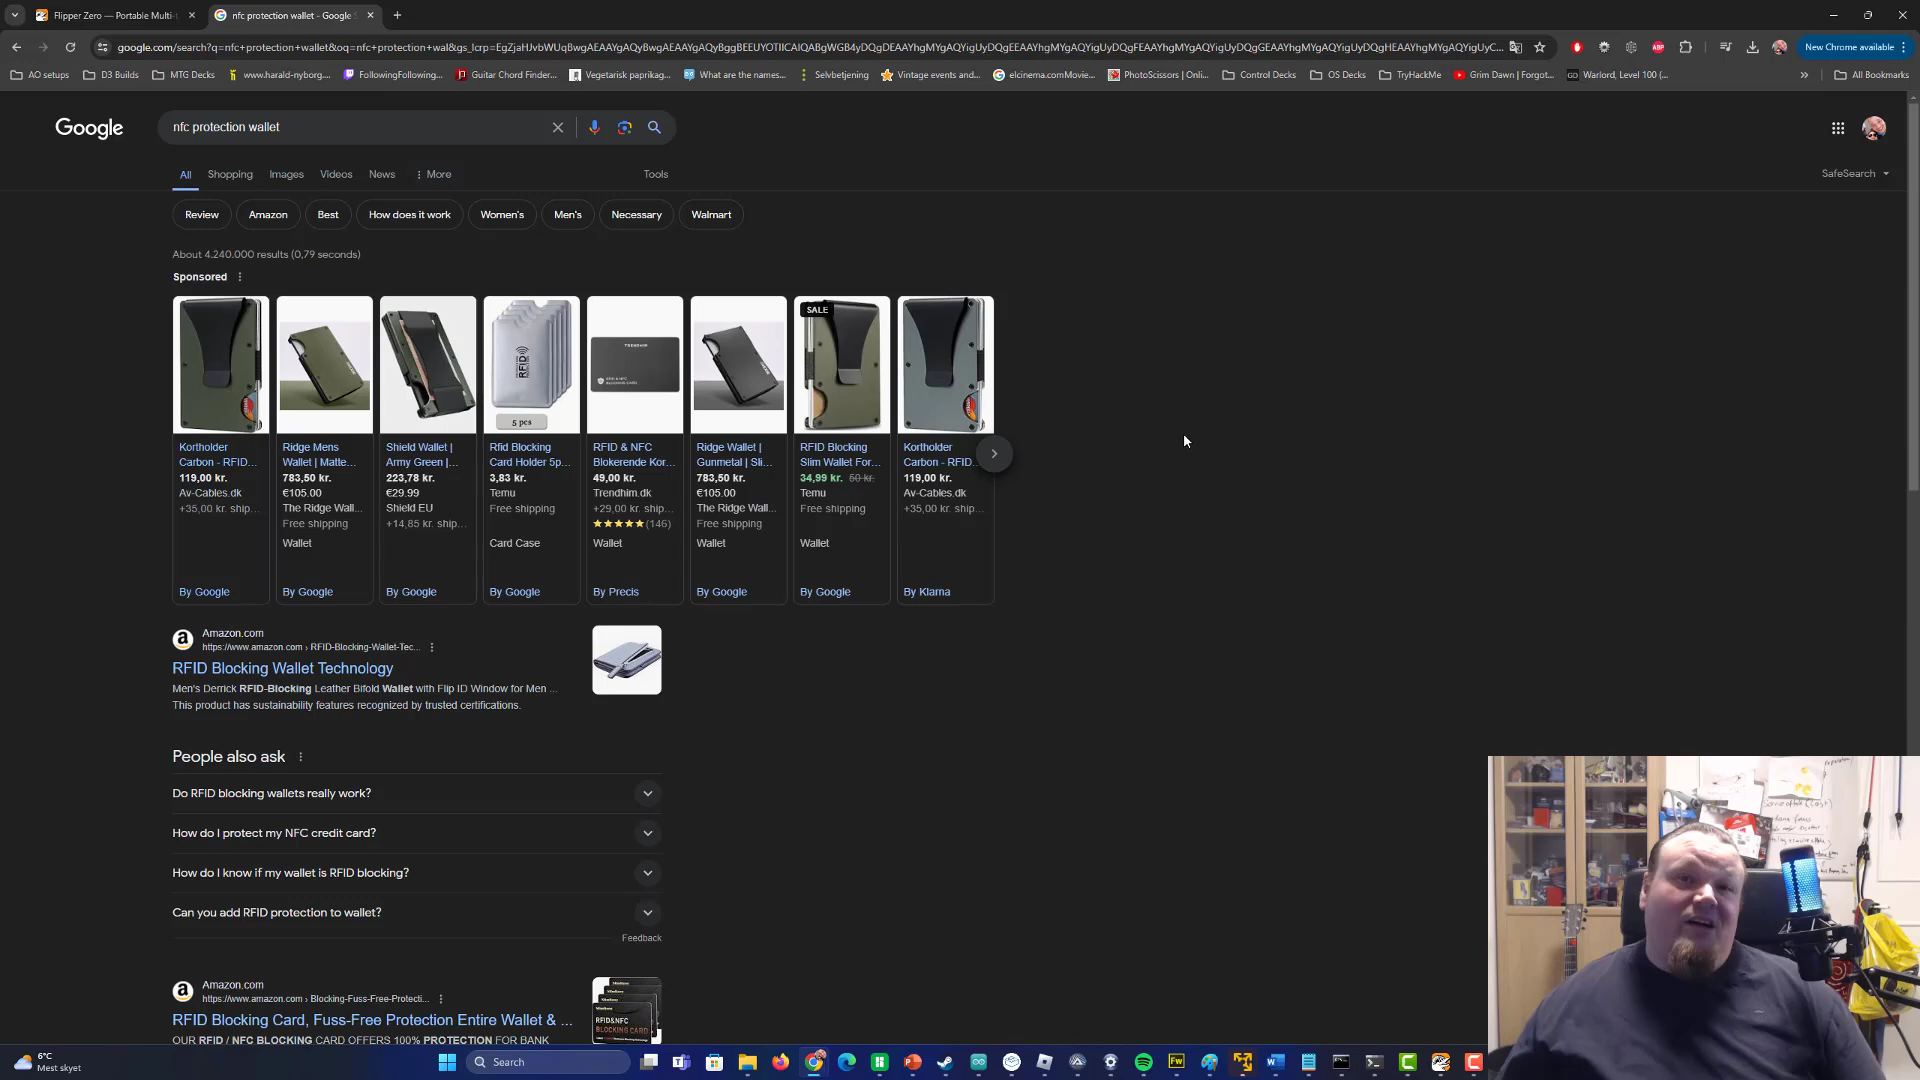 Flipper Zero — Portable Multi-t
nfc protection wallet - Google S
google.com/search?q=nfc+protection+wallet&oq=nfc+protection+wal&gs_lcrp=
New Chrome available
AO setups
D3 Builds
MTG Decks
www.harald-nyborg....
FollowingFollowing...
Guitar Chord Finder...
Vegetarisk paprikag...
What are the names...
Selvbetjening
Vintage events and...
elcinema.comMovie...
PhotoScissors | Onli...
Control Decks
OS Decks
TryHackMe
Grim Dawn | Forgot...
Warlord, Level 100 (...
All Bookmarks
Google
nfc protection wallet
All
Shopping
Images
Videos
News
More
Tools
SafeSearch
Review
Amazon
Best
How does it work
Women's
Men's
Necessary
Walmart
About 4.240.000 results (0,79 seconds)
Sponsored
Kortholder
Carbon - RFID...
119,00 kr.
Av-Cables.dk
+35,00 kr. ship...
By Google
Ridge Mens
Wallet | Matte...
783,50 kr.
€105.00
The Ridge Wall...
Free shipping
Wallet
By Google
Shield Wallet |
Army Green |...
223,78 kr.
€29.99
Shield EU
+14,85 kr. ship...
By Google
RFID
5 pcs
Rfid Blocking
Card Holder 5p...
3,83 kr.
Temu
Free shipping
Card Case
By Google
TRENDHIM
RFID & NFC
BLOCKING CARD
RFID & NFC
Blokerende Kor...
49,00 kr.
Trendhim.dk
+29,00 kr. ship...
(146)
Wallet
By Precis
Ridge Wallet |
Gunmetal | Sli...
783,50 kr.
€105.00
The Ridge Wall...
Free shipping
Wallet
By Google
SALE
RFID Blocking
Slim Wallet For...
34,99 kr. 50 kr.
Temu
Free shipping
Wallet
By Google
Kortholder
Carbon - RFID...
119,00 kr.
Av-Cables.dk
+35,00 kr. ship...
By Klarna
Amazon.com
https://www.amazon.com › RFID-Blocking-Wallet-Tec...
RFID Blocking Wallet Technology
Men's Derrick RFID-Blocking Leather Bifold Wallet with Flip ID Window for Men ...
This product has sustainability features recognized by trusted certifications.
People also ask
Do RFID blocking wallets really work?
How do I protect my NFC credit card?
How do I know if my wallet is RFID blocking?
Can you add RFID protection to wallet?
Feedback
Amazon.com
https://www.amazon.com › Blocking-Fuss-Free-Protecti...
RFID Blocking Card, Fuss-Free Protection Entire Wallet & ...
OUR RFID / NFC BLOCKING CARD OFFERS 100% PROTECTION FOR BANK
RFID&NFC
BLOCKING CARD
6°C
Mest skyet
Search